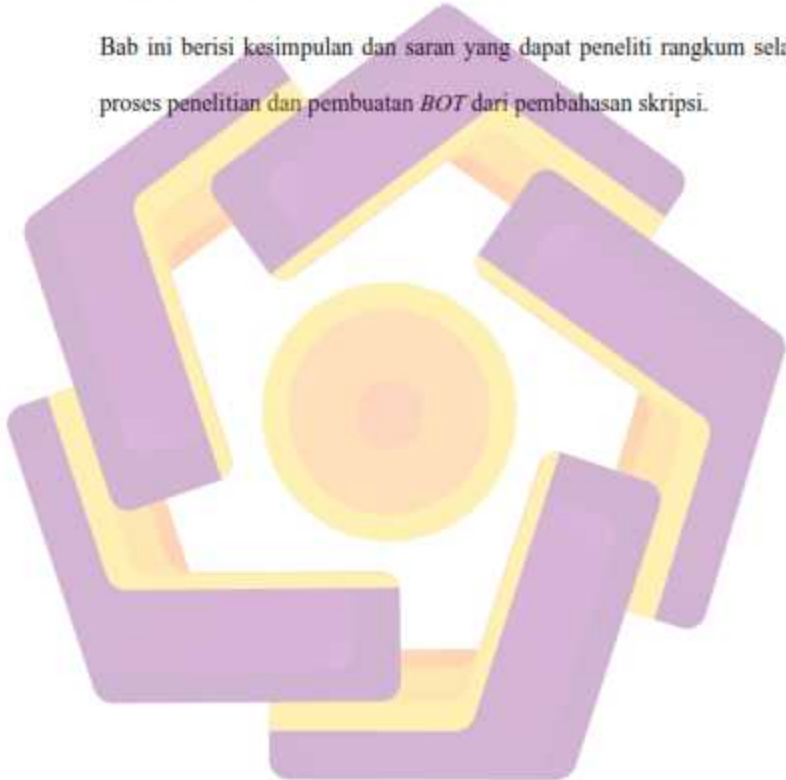 Bab ini berisi kesimpulan dan saran yang dapat peneliti rangkum
proses penelitian dan pembuatan BOT dari pembahasan skripsi.